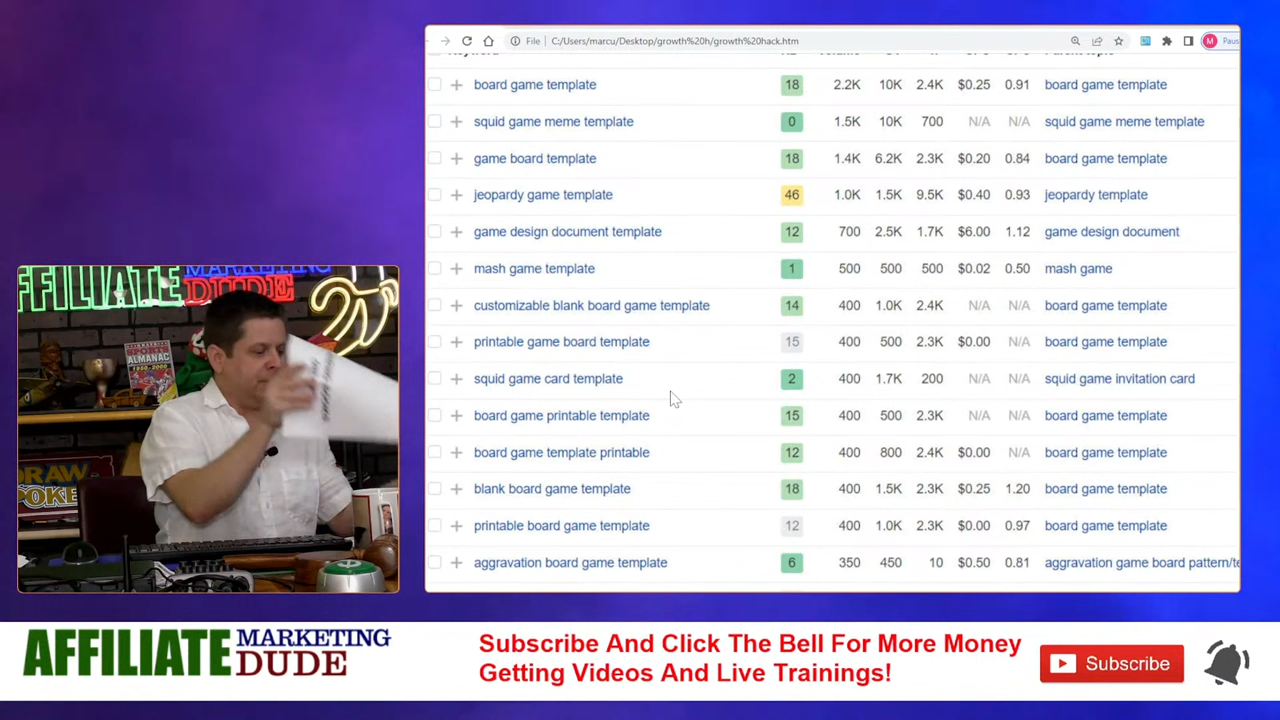 File C:/Users/marcu/Desktop/growth%20h/growth%20hack.htm M Paus
board game template 18 2.2K 10K 2.4K $0.25 0.91 board game template
squid game meme template 0 1.5K 10K 700 N/A N/A squid game meme template
game board template 18 1.4K 6.2K 2.3K $0.20 0.84 board game template
jeopardy game template 46 1.0K 1.5K 9.5K $0.40 0.93 jeopardy template
game design document template 12 700 2.5K 1.7K $6.00 1.12 game design document
mash game template 1 500 500 500 $0.02 0.50 mash game
customizable blank board game template 14 400 1.0K 2.4K N/A N/A board game template
printable game board template 15 400 500 2.3K $0.00 N/A board game template
squid game card template 2 400 1.7K 200 N/A N/A squid game invitation card
board game printable template 15 400 500 2.3K N/A N/A board game template
board game template printable 12 400 800 2.4K $0.00 N/A board game template
blank board game template 18 400 1.5K 2.3K $0.25 1.20 board game template
printable board game template 12 400 1.0K 2.3K $0.00 0.97 board game template
aggravation board game template 6 350 450 10 $0.50 0.81 aggravation game board pattern/te
FFILIATE MARKETING
DUDE
SPORTS
ALMANAC
1950-2000
DRAW
POKE
AFFILIATE MARKETING
DUDE
Subscribe And Click The Bell For More Money
Getting Videos And Live Trainings!
Subscribe